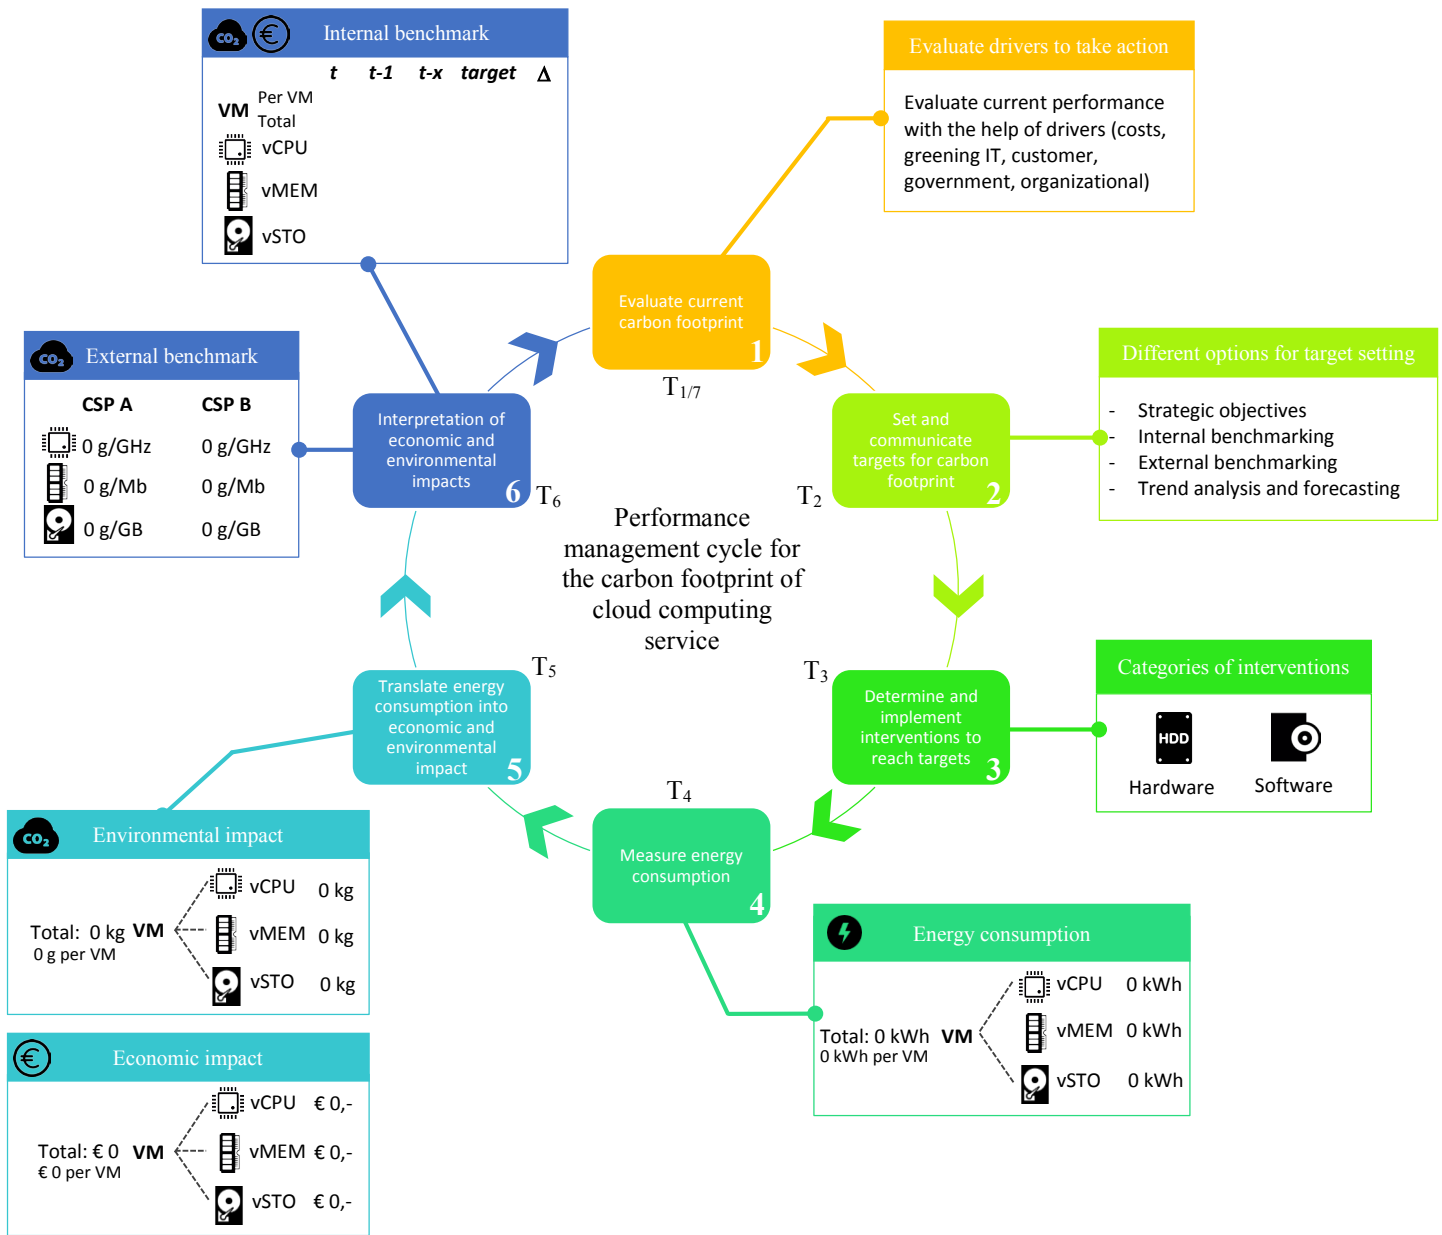 CO₂ € Internal benchmark
t t-1 t-x target Δ
VM Per VM
Total
vCPU
vMEM
vSTO
Evaluate drivers to take action
Evaluate current performance
with the help of drivers (costs,
greening IT, customer,
government, organizational)
Evaluate current
carbon footprint
1
T1/7
CO₂ External benchmark
CSP A CSP B
0 g/GHz 0 g/GHz
0 g/Mb 0 g/Mb
0 g/GB 0 g/GB
Interpretation of
economic and
environmental
impacts
6
T6
Set and
communicate
targets for carbon
footprint
2
T2
Different options for target setting
- Strategic objectives
- Internal benchmarking
- External benchmarking
- Trend analysis and forecasting
Performance
management cycle for
the carbon footprint of
cloud computing
service
T3
Determine and
implement
interventions to
reach targets
3
Categories of interventions
HDD
Hardware Software
T5
Translate energy
consumption into
economic and
environmental
impact
5
T4
Measure energy
consumption
4
CO₂ Environmental impact
vCPU 0 kg
Total: 0 kg VM vMEM 0 kg
0 g per VM
vSTO 0 kg
Energy consumption
vCPU 0 kWh
Total: 0 kWh VM vMEM 0 kWh
0 kWh per VM
vSTO 0 kWh
€ Economic impact
vCPU € 0,-
Total: € 0 VM vMEM € 0,-
€ 0 per VM
vSTO € 0,-